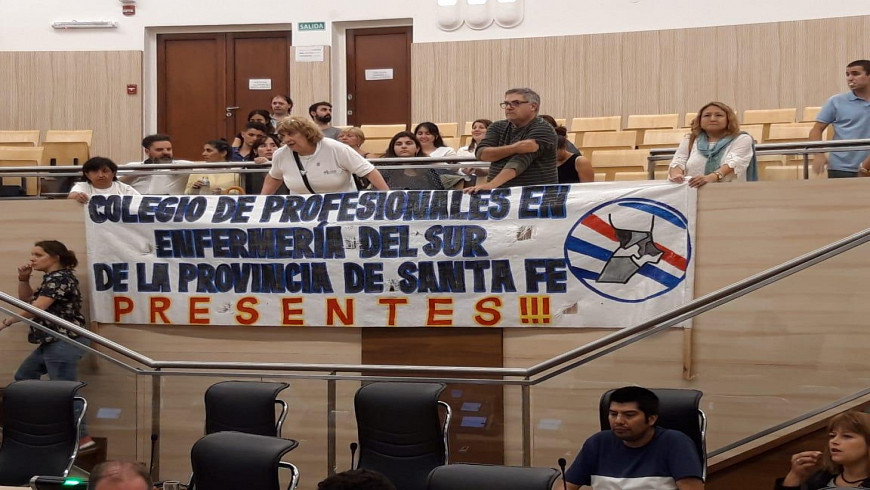 SALIDA
COLEGIO DE PROFESIONALES EN
ENFERMERÍA DEL SUR
DE LA PROVINCIA DE SANTA FE
PRESENTES!!!